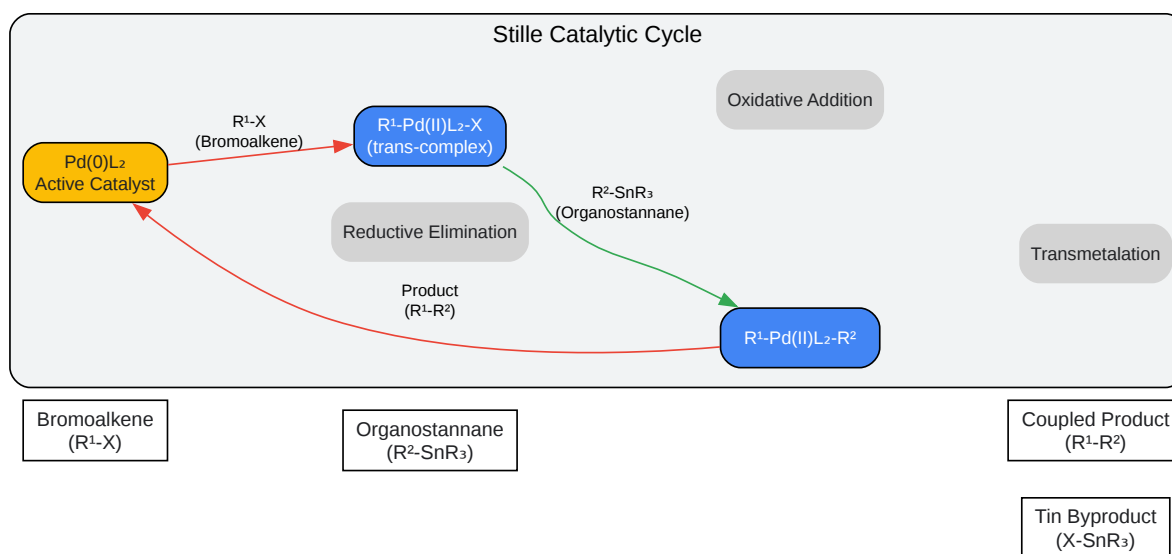 Stille Catalytic Cycle
Oxidative Addition
R¹-X
(Bromoalkene)
R¹-Pd(II)L₂-X
(trans-complex)
Pd(0)L₂
Active Catalyst
R²-SnR₃
(Organostannane)
Reductive Elimination
Transmetalation
Product
(R¹-R²)
R¹-Pd(II)L₂-R²
Bromoalkene
(R¹-X)
Organostannane
(R²-SnR₃)
Coupled Product
(R¹-R²)
Tin Byproduct
(X-SnR₃)